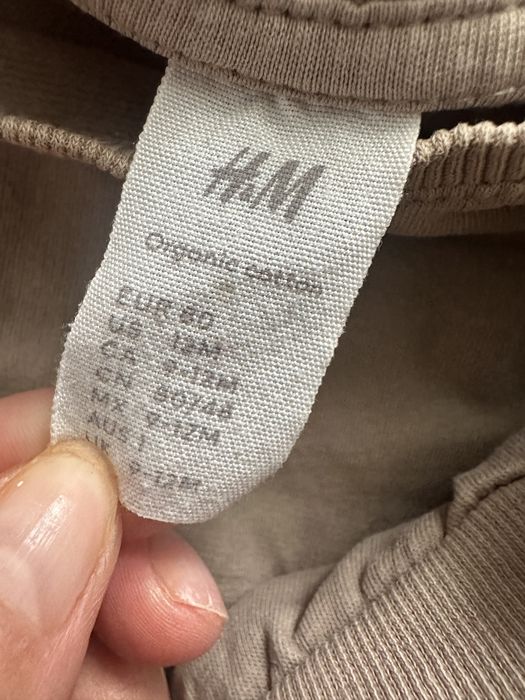 H&M
Organic cotton
EUR 80
US 12M
CA 9-12M
CN 80/48
MX 9-12M
AUS 1
UK 9-12M